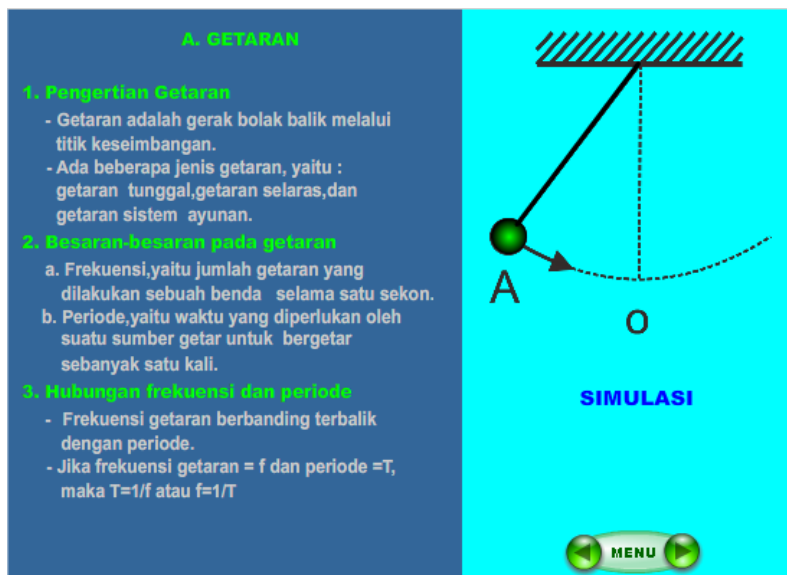 A. GETARAN
1. Pengertian Getaran
- Getaran adalah gerak bolak balik melalui
titik keseimbangan.
- Ada beberapa jenis getaran, yaitu :
getaran tunggal,getaran selaras,dan
getaran sistem ayunan.
2. Besaran-besaran pada getaran
a. Frekuensi,yaitu jumlah getaran yang
dilakukan sebuah benda selama satu sekon.
b. Periode,yaitu waktu yang diperlukan oleh
suatu sumber getar untuk bergetar
sebanyak satu kali.
3. Hubungan frekuensi dan periode
- Frekuensi getaran berbanding terbalik
dengan periode.
- Jika frekuensi getaran = f dan periode =T,
maka T=1/f atau f=1/T
A
O
SIMULASI
MENU